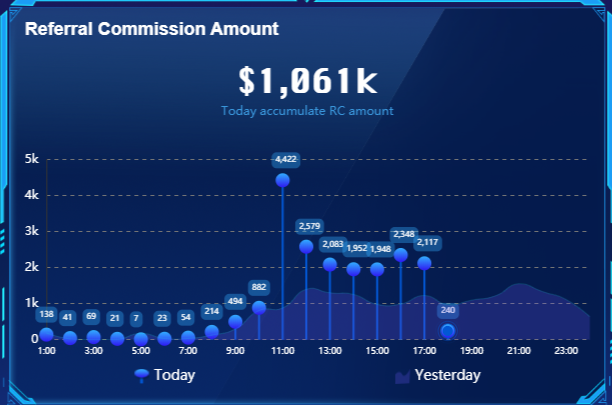 Referral Commission Amount
$1,061k
Today accumulate RC amount
5k
4k
3k
2k
1k
0
138 41 69 21 7 23 54 214 494 882 4,422 2,579 2,083 1,952 1,948 2,348 2,117 240
1:00 3:00 5:00 7:00 9:00 11:00 13:00 15:00 17:00 19:00 21:00 23:00
Today Yesterday